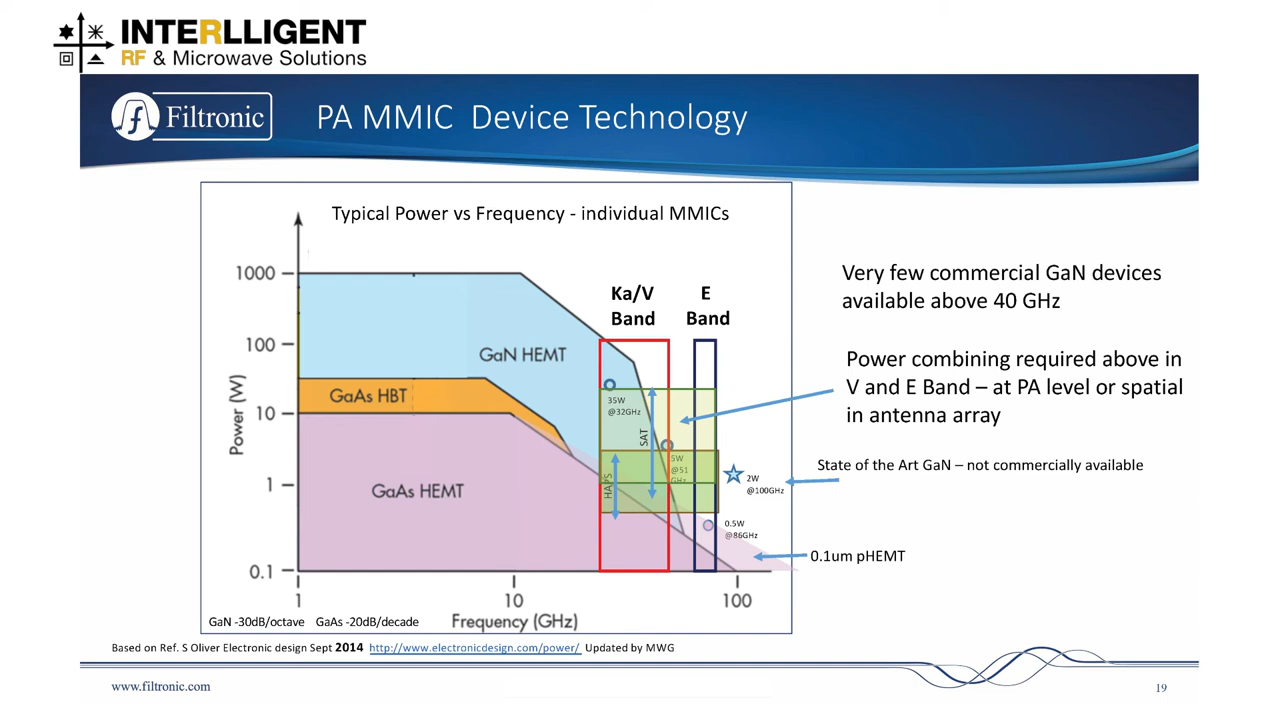 INTERLLIGENT
RF & Microwave Solutions
Filtronic
PA MMIC Device Technology
Typical Power vs Frequency - individual MMICs
1000
100
10
1
0.1
Power (W)
GaN HEMT
GaAs HBT
GaAs HEMT
Ka/V
Band
E
Band
35W
@32GHz
SAT
HAPS
5W
@51
GHz
2W
@100GHz
0.5W
@86GHz
1
10
100
GaN -30dB/octave GaAs -20dB/decade
Frequency (GHz)
Very few commercial GaN devices
available above 40 GHz
Power combining required above in
V and E Band – at PA level or spatial
in antenna array
State of the Art GaN – not commercially available
0.1um pHEMT
Based on Ref. S Oliver Electronic design Sept 2014 http://www.electronicdesign.com/power/ Updated by MWG
www.filtronic.com
19